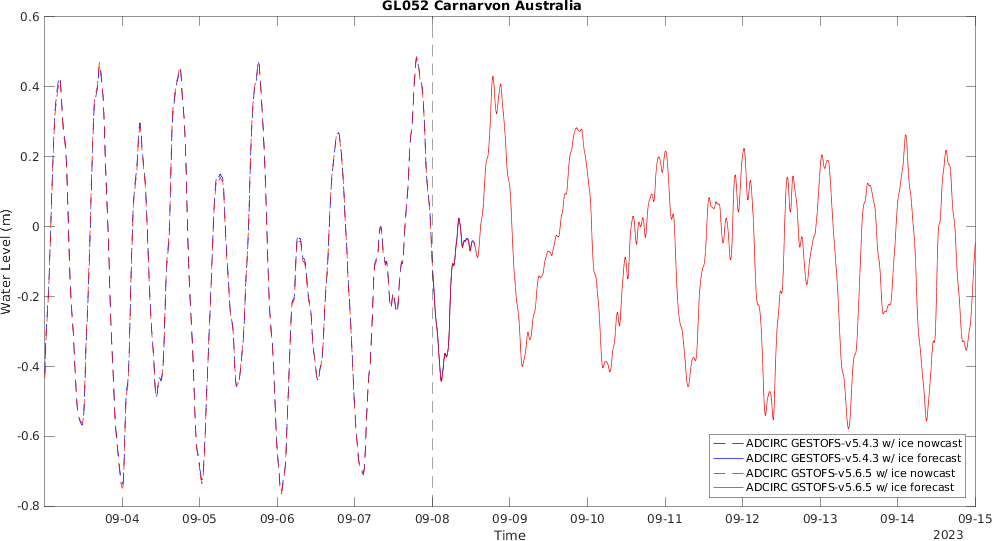 GL052 Carnarvon Australia
0.6
0.4
0.2
0
-0.2
-0.4
-0.6
-0.8
Water Level (m)
ADCIRC GESTOFS-v5.4.3 w/ ice nowcast
ADCIRC GESTOFS-v5.4.3 w/ ice forecast
ADCIRC GSTOFS-v5.6.5 w/ ice nowcast
ADCIRC GSTOFS-v5.6.5 w/ ice forecast
09-04 09-05 09-06 09-07 09-08 09-09 09-10 09-11 09-12 09-13 09-14 09-15
Time
2023